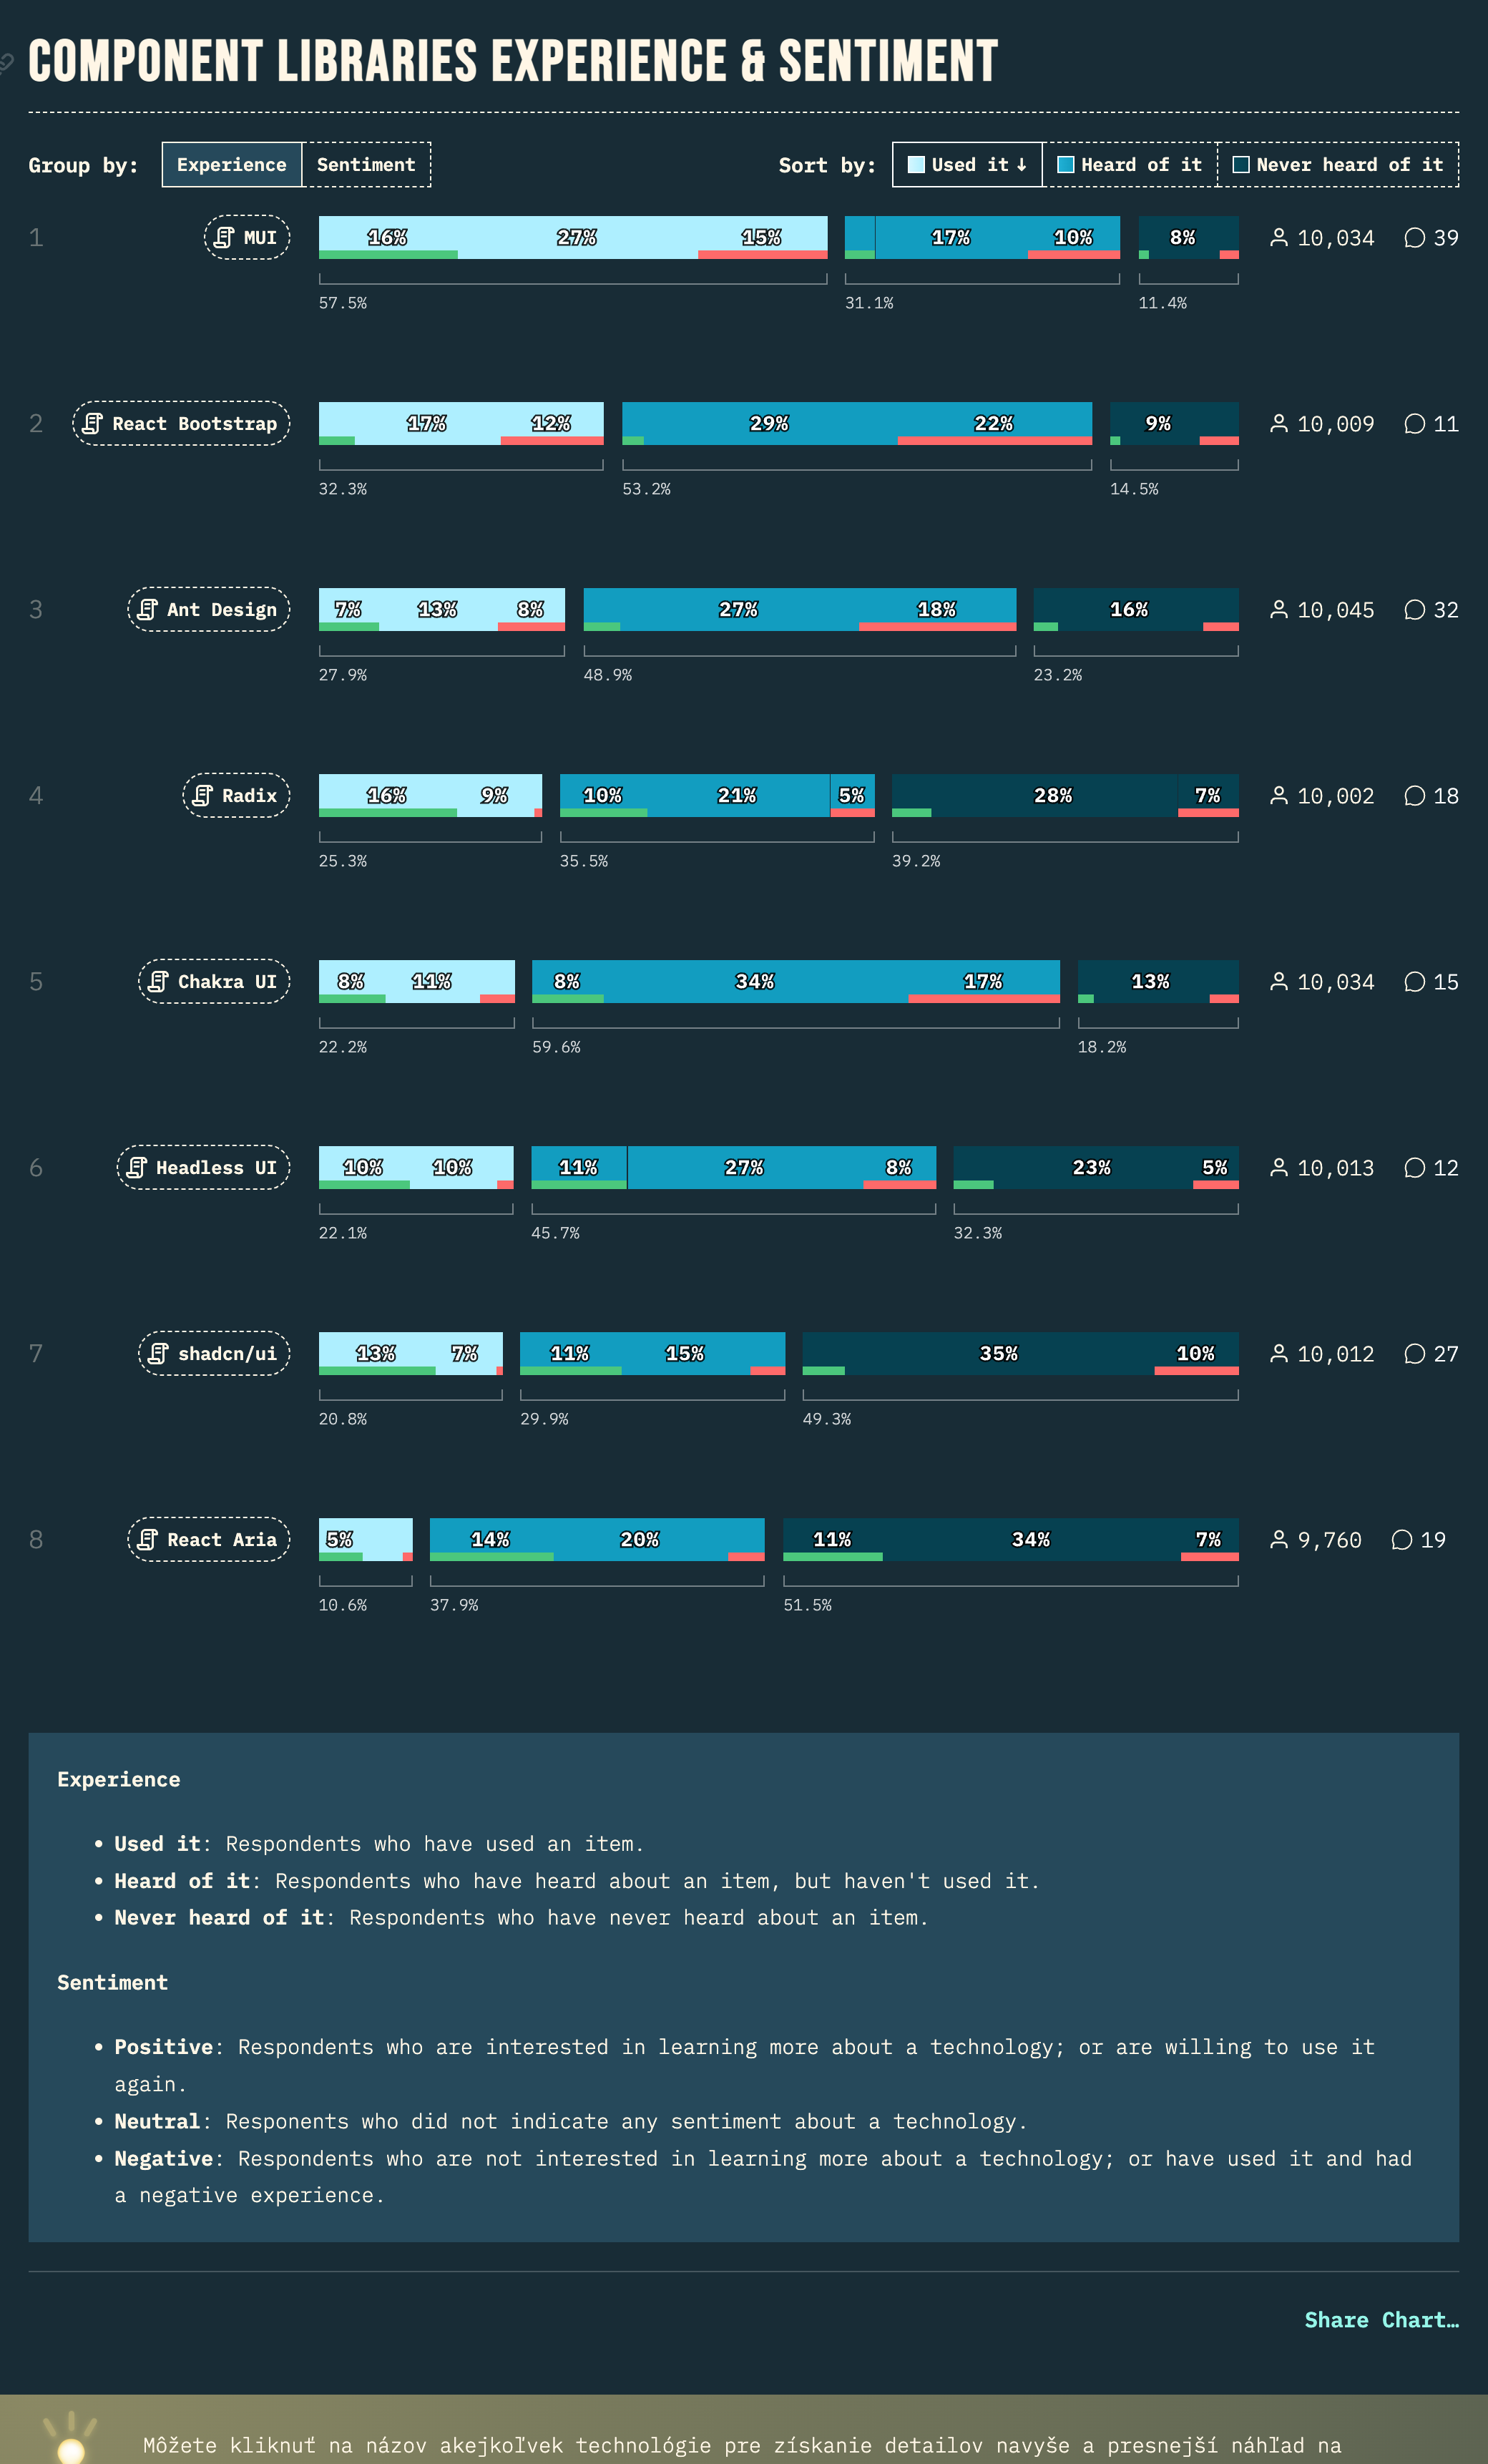 COMPONENT LIBRARIES EXPERIENCE & SENTIMENT
Group by: Experience Sentiment Sort by: Used it ↓ Heard of it Never heard of it
1 MUI 16% 27% 15% 17% 10% 8% 10,034 39
57.5% 31.1% 11.4%
2 React Bootstrap 17% 12% 29% 22% 9% 10,009 11
32.3% 53.2% 14.5%
3 Ant Design 7% 13% 8% 27% 18% 16% 10,045 32
27.9% 48.9% 23.2%
4 Radix 16% 9% 10% 21% 5% 28% 7% 10,002 18
25.3% 35.5% 39.2%
5 Chakra UI 8% 11% 8% 34% 17% 13% 10,034 15
22.2% 59.6% 18.2%
6 Headless UI 10% 10% 11% 27% 8% 23% 5% 10,013 12
22.1% 45.7% 32.3%
7 shadcn/ui 13% 7% 11% 15% 35% 10% 10,012 27
20.8% 29.9% 49.3%
8 React Aria 5% 14% 20% 11% 34% 7% 9,760 19
10.6% 37.9% 51.5%
Experience
• Used it: Respondents who have used an item.
• Heard of it: Respondents who have heard about an item, but haven't used it.
• Never heard of it: Respondents who have never heard about an item.
Sentiment
• Positive: Respondents who are interested in learning more about a technology; or are willing to use it
again.
• Neutral: Responents who did not indicate any sentiment about a technology.
• Negative: Respondents who are not interested in learning more about a technology; or have used it and had
a negative experience.
Share Chart…
Môžete kliknuť na názov akejkoľvek technológie pre získanie detailov navyše a presnejší náhľad na